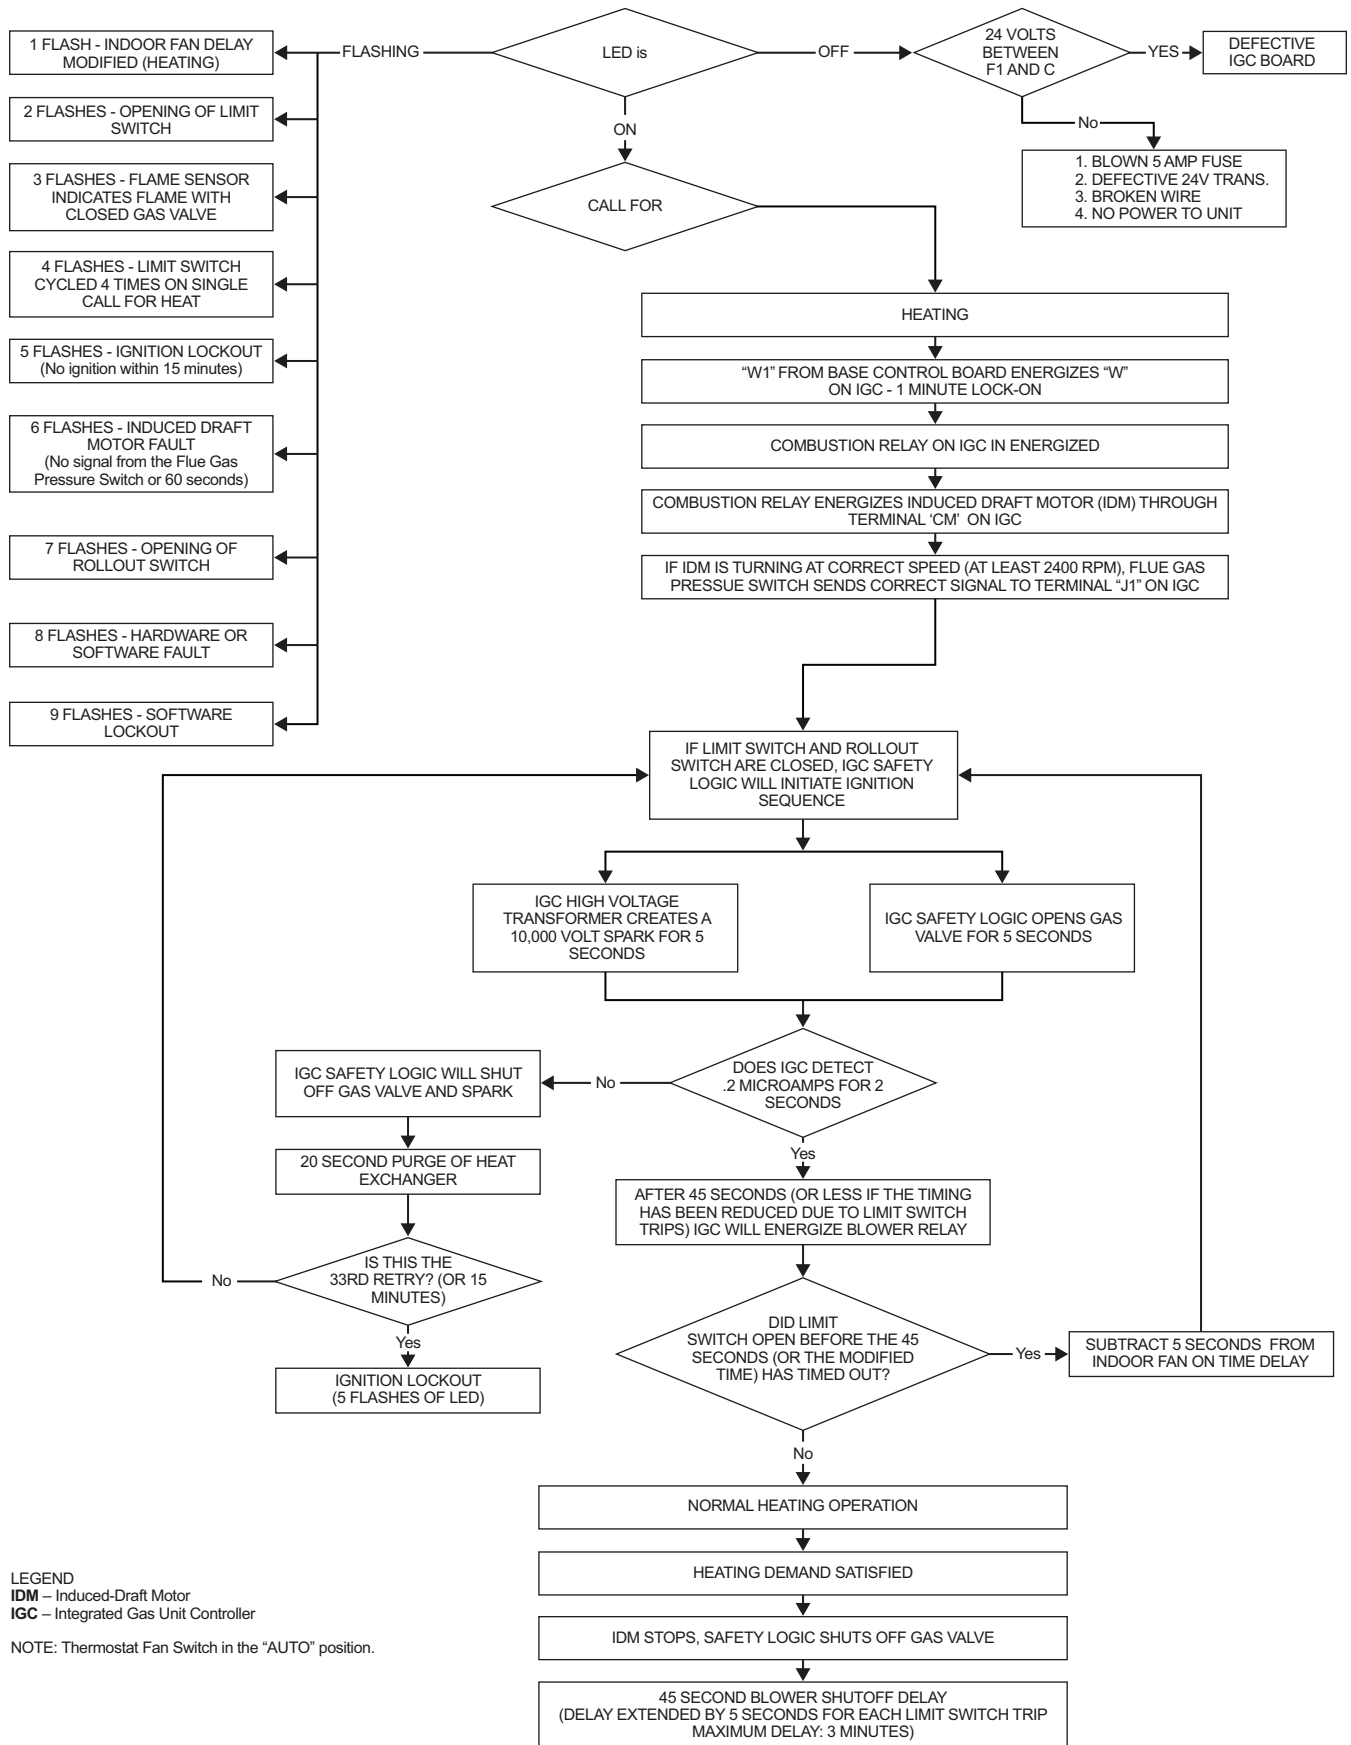 LED is
FLASHING
1 FLASH - INDOOR FAN DELAY
MODIFIED (HEATING)
2 FLASHES - OPENING OF LIMIT
SWITCH
3 FLASHES - FLAME SENSOR
INDICATES FLAME WITH
CLOSED GAS VALVE
4 FLASHES - LIMIT SWITCH
CYCLED 4 TIMES ON SINGLE
CALL FOR HEAT
5 FLASHES - IGNITION LOCKOUT
(No ignition within 15 minutes)
6 FLASHES - INDUCED DRAFT
MOTOR FAULT
(No signal from the Flue Gas
Pressure Switch or 60 seconds)
7 FLASHES - OPENING OF
ROLLOUT SWITCH
8 FLASHES - HARDWARE OR
SOFTWARE FAULT
9 FLASHES - SOFTWARE
LOCKOUT
OFF
24 VOLTS
BETWEEN
F1 AND C
YES
DEFECTIVE
IGC BOARD
No
1. BLOWN 5 AMP FUSE
2. DEFECTIVE 24V TRANS.
3. BROKEN WIRE
4. NO POWER TO UNIT
ON
CALL FOR
HEATING
“W1” FROM BASE CONTROL BOARD ENERGIZES “W”
ON IGC - 1 MINUTE LOCK-ON
COMBUSTION RELAY ON IGC IN ENERGIZED
COMBUSTION RELAY ENERGIZES INDUCED DRAFT MOTOR (IDM) THROUGH
TERMINAL ‘CM’ ON IGC
IF IDM IS TURNING AT CORRECT SPEED (AT LEAST 2400 RPM), FLUE GAS
PRESSUE SWITCH SENDS CORRECT SIGNAL TO TERMINAL “J1” ON IGC
IF LIMIT SWITCH AND ROLLOUT
SWITCH ARE CLOSED, IGC SAFETY
LOGIC WILL INITIATE IGNITION
SEQUENCE
IGC HIGH VOLTAGE
TRANSFORMER CREATES A
10,000 VOLT SPARK FOR 5
SECONDS
IGC SAFETY LOGIC OPENS GAS
VALVE FOR 5 SECONDS
DOES IGC DETECT
.2 MICROAMPS FOR 2
SECONDS
No
IGC SAFETY LOGIC WILL SHUT
OFF GAS VALVE AND SPARK
20 SECOND PURGE OF HEAT
EXCHANGER
IS THIS THE
33RD RETRY? (OR 15
MINUTES)
No
Yes
IGNITION LOCKOUT
(5 FLASHES OF LED)
Yes
AFTER 45 SECONDS (OR LESS IF THE TIMING
HAS BEEN REDUCED DUE TO LIMIT SWITCH
TRIPS) IGC WILL ENERGIZE BLOWER RELAY
DID LIMIT
SWITCH OPEN BEFORE THE 45
SECONDS (OR THE MODIFIED
TIME) HAS TIMED OUT?
Yes
SUBTRACT 5 SECONDS FROM
INDOOR FAN ON TIME DELAY
No
NORMAL HEATING OPERATION
HEATING DEMAND SATISFIED
IDM STOPS, SAFETY LOGIC SHUTS OFF GAS VALVE
45 SECOND BLOWER SHUTOFF DELAY
(DELAY EXTENDED BY 5 SECONDS FOR EACH LIMIT SWITCH TRIP
MAXIMUM DELAY: 3 MINUTES)
LEGEND
IDM – Induced-Draft Motor
IGC – Integrated Gas Unit Controller
NOTE: Thermostat Fan Switch in the “AUTO” position.